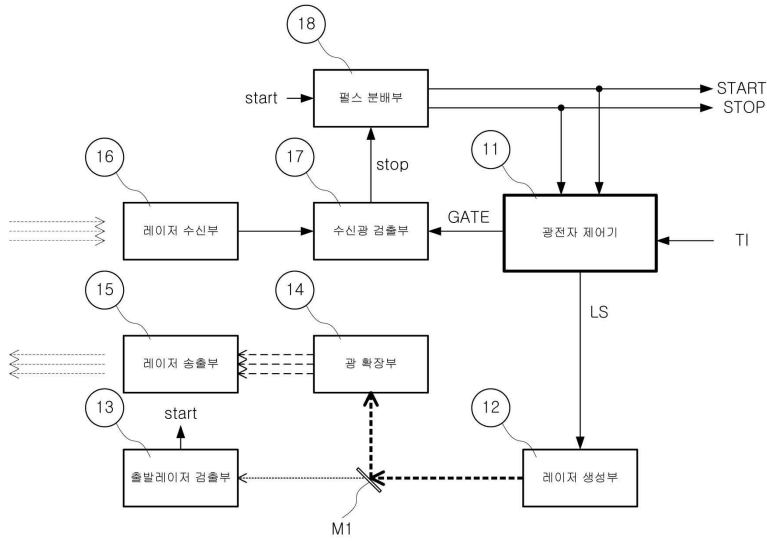 18
펄스 분배부
start
START
STOP
16
17
stop
11
레이저 수신부
수신광 검출부
GATE
광전자 제어기
TI
15
14
LS
레이저 송출부
광 확장부
13
start
12
출발레이저 검출부
레이저 생성부
M1